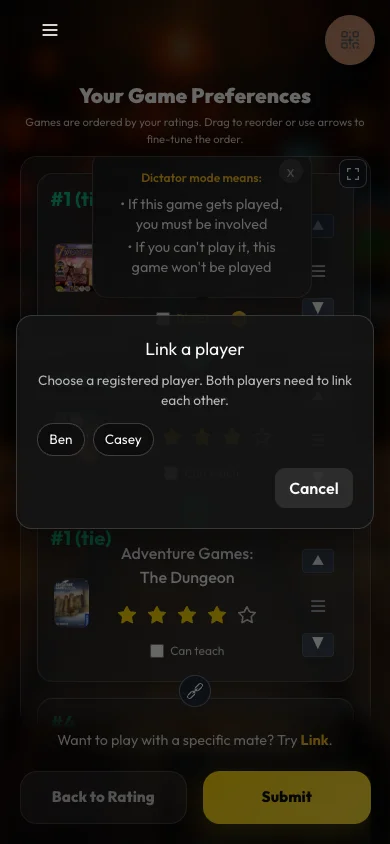 Your Game Preferences
Games are ordered by your ratings. Drag to reorder or use arrows to
fine-tune the order.
Dictator mode means:
x
#1 (ti
• If this game gets played,
you must be involved
• If you can't play it, this
game won't be played
Link a player
Choose a registered player. Both players need to link
each other.
Ben
Casey
Can teach
Cancel
#1 (tie)
Adventure Games:
The Dungeon
Can teach
#4
Want to play with a specific mate? Try Link.
Back to Rating
Submit